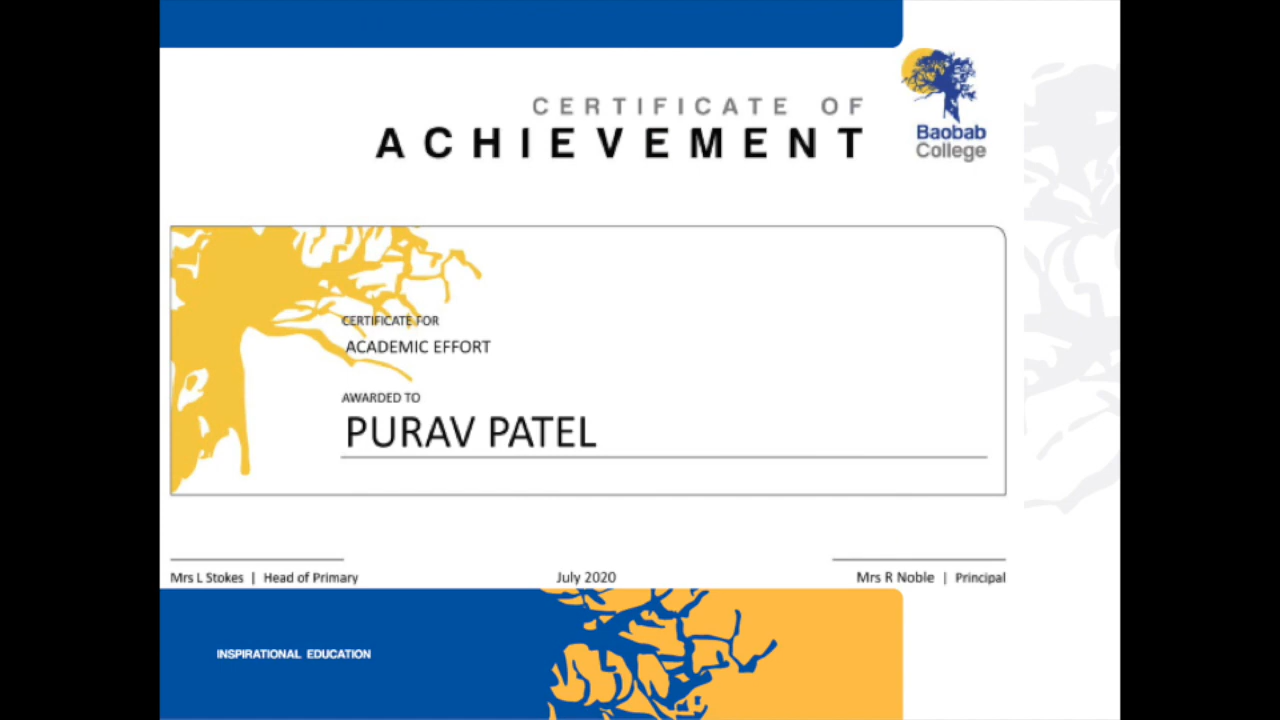 CERTIFICATE OF
ACHIEVEMENT
Baobab
College
CERTIFICATE FOR
ACADEMIC EFFORT
AWARDED TO
PURAV PATEL
Mrs L Stokes | Head of Primary
July 2020
Mrs R Noble | Principal
INSPIRATIONAL EDUCATION